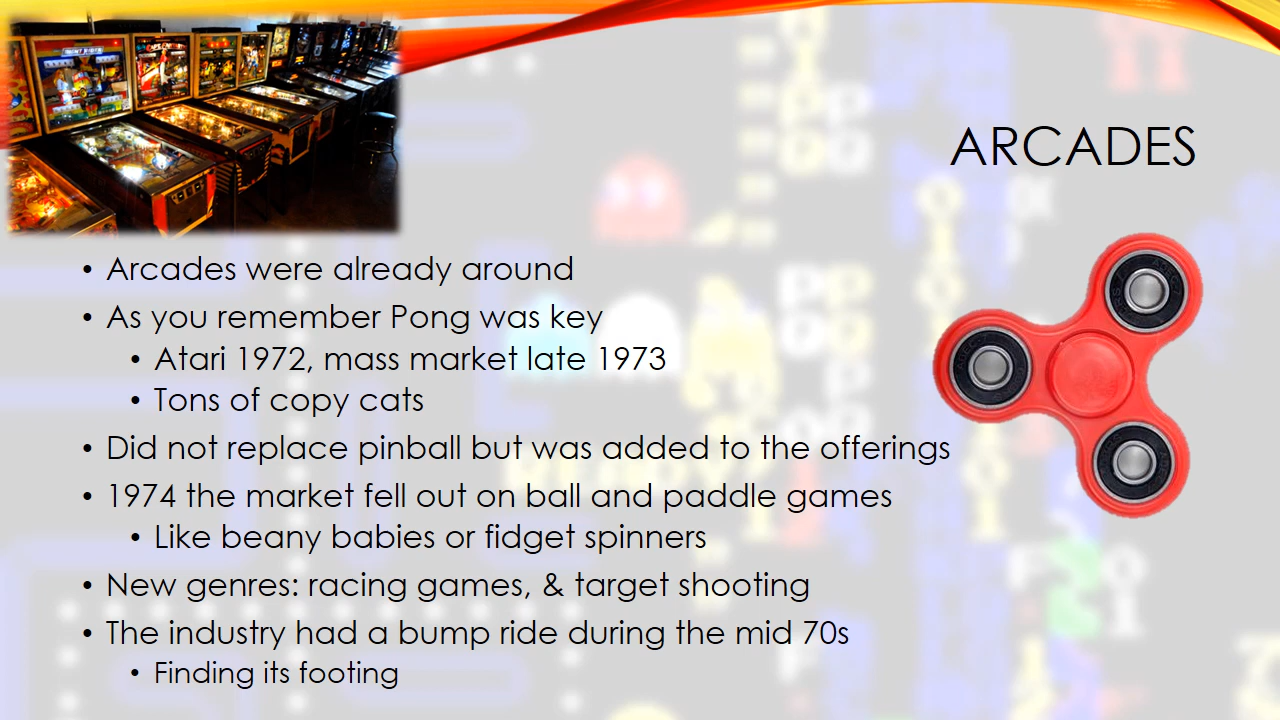 ARCADES
• Arcades were already around
• As you remember Pong was key
• Atari 1972, mass market late 1973
• Tons of copy cats
• Did not replace pinball but was added to the offerings
• 1974 the market fell out on ball and paddle games
• Like beany babies or fidget spinners
• New genres: racing games, & target shooting
• The industry had a bump ride during the mid 70s
• Finding its footing